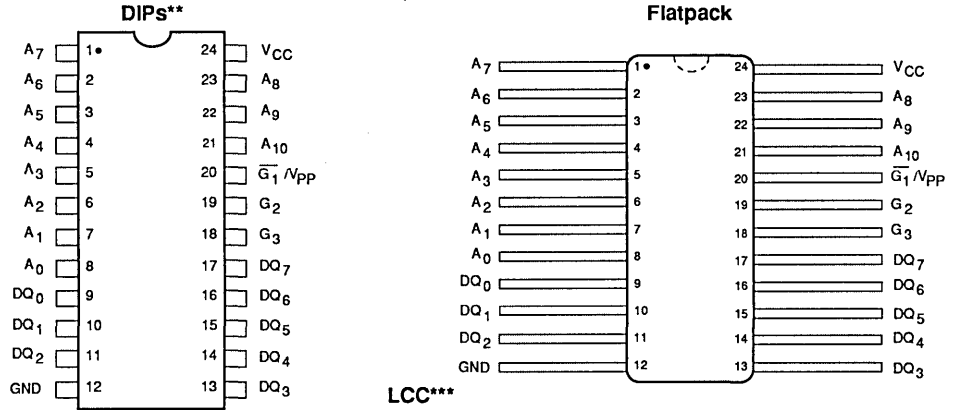 DIPs**
A7 1 24 VCC
A6 2 23 A8
A5 3 22 A9
A4 4 21 A10
A3 5 20 G1/VPP
A2 6 19 G2
A1 7 18 G3
A0 8 17 DQ7
DQ0 9 16 DQ6
DQ1 10 15 DQ5
DQ2 11 14 DQ4
GND 12 13 DQ3
Flatpack
A7 1 24 VCC
A6 2 23 A8
A5 3 22 A9
A4 4 21 A10
A3 5 20 G1/VPP
A2 6 19 G2
A1 7 18 G3
A0 8 17 DQ7
DQ0 9 16 DQ6
DQ1 10 15 DQ5
DQ2 11 14 DQ4
GND 12 13 DQ3
LCC***